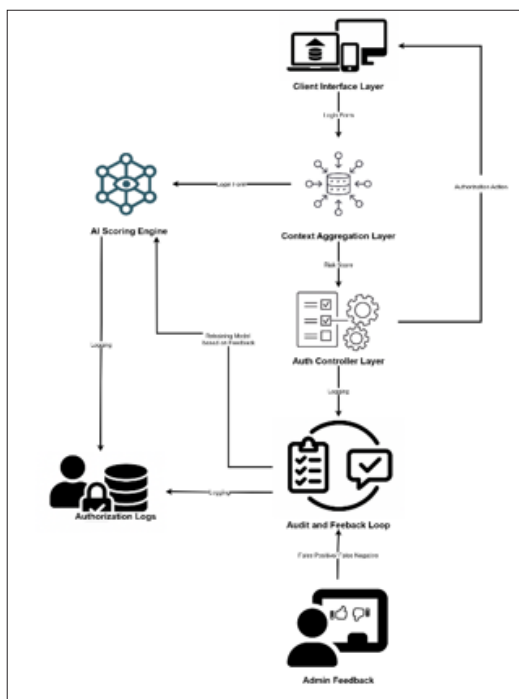 Client Interface Layer
Login Form
Login Form
Authorization Action
AI Scoring Engine
Context Aggregation Layer
Risk Score
Retraining Model
based on Feedback
Auth Controller Layer
Logging
Logging
Logging
Authorization Logs
Audit and Feeback Loop
False Positive/False Negative
Admin Feedback